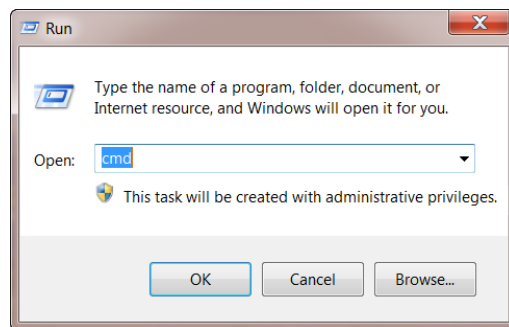 Run
Type the name of a program, folder, document, or
Internet resource, and Windows will open it for you.
Open: cmd
This task will be created with administrative privileges.
OK Cancel Browse...